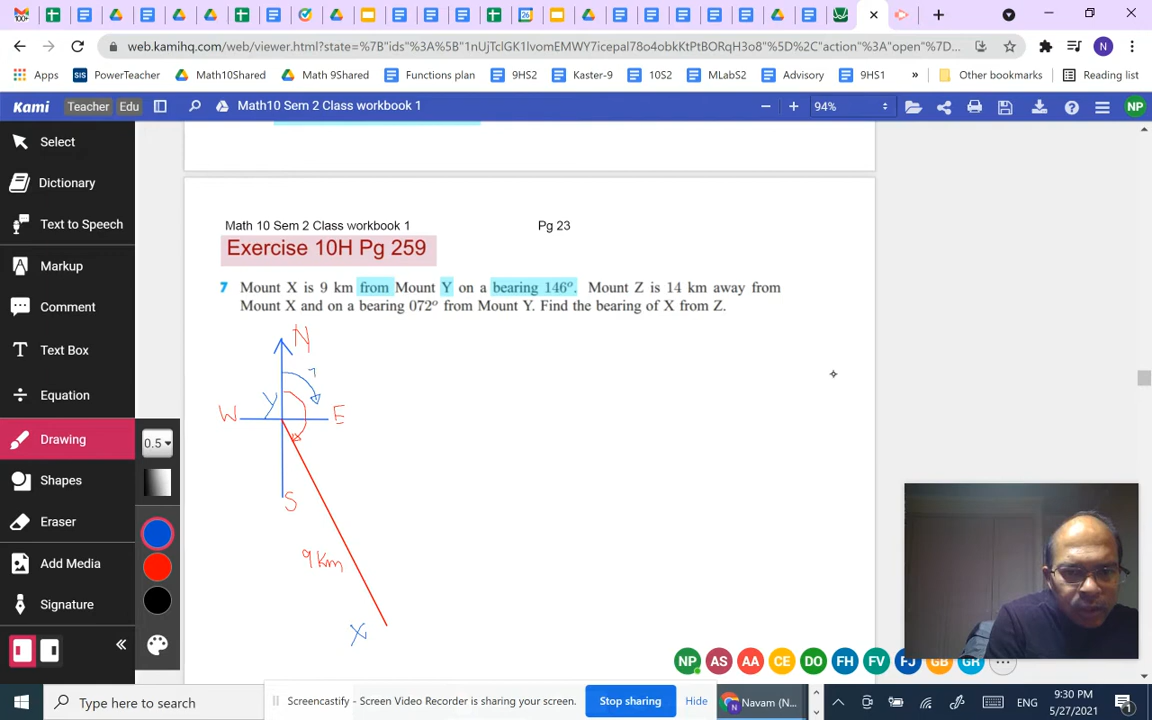 web.kamihq.com/web/viewer.html?state=%7B"ids"%3A%5B"1nUjTclGK1lvomEMWY7icepal78o4obkKtPtBORqH3o8"%5D%2C"action"%3A"open"%7D...
N
Apps
PowerTeacher
Math10Shared
Math 9Shared
Functions plan
9HS2
Kaster-9
10S2
MLabS2
Advisory
9HS1
»
Other bookmarks
Reading list
Kami
Teacher
Edu
Math10 Sem 2 Class workbook 1
94%
NP
Select
Dictionary
Text to Speech
Markup
Comment
Text Box
Equation
Drawing
0.5
Shapes
Eraser
Add Media
Signature
Math 10 Sem 2 Class workbook 1 Pg 23
Exercise 10H Pg 259
7 Mount X is 9 km from Mount Y on a bearing 146°. Mount Z is 14 km away from
Mount X and on a bearing 072° from Mount Y. Find the bearing of X from Z.
N
Y
W
E
S
9km
X
NP AS AA CE DO FH FV FJ GB GR ...
Type here to search
Screencastify - Screen Video Recorder is sharing your screen.
Stop sharing
Hide
Navam (N...
ENG
9:30 PM
5/27/2021
1